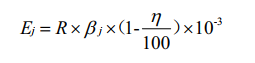 E_j = R × β_j × (1 - η/100) × 10^-3